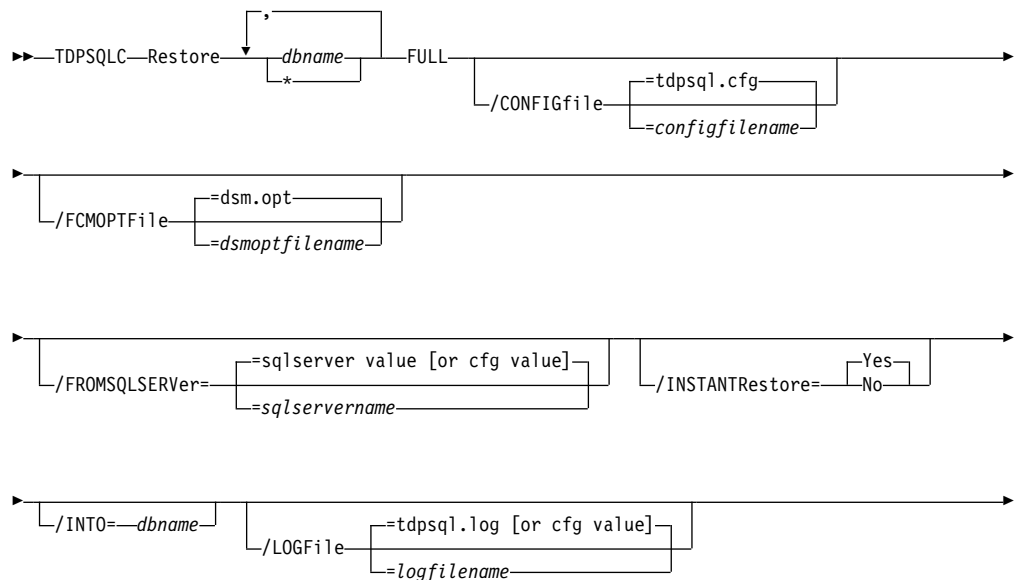 ,
TDPSQLC Restore dbname FULL
*
/CONFIGfile =tdpsql.cfg
=configfilename
/FCMOPTFile =dsm.opt
=dsmoptfilename
/FROMSQLSERVer= =sqlserver value [or cfg value]
=sqlservername
/INSTANTRestore= Yes
No
/INTO= dbname
/LOGFile =tdpsql.log [or cfg value]
=logfilename